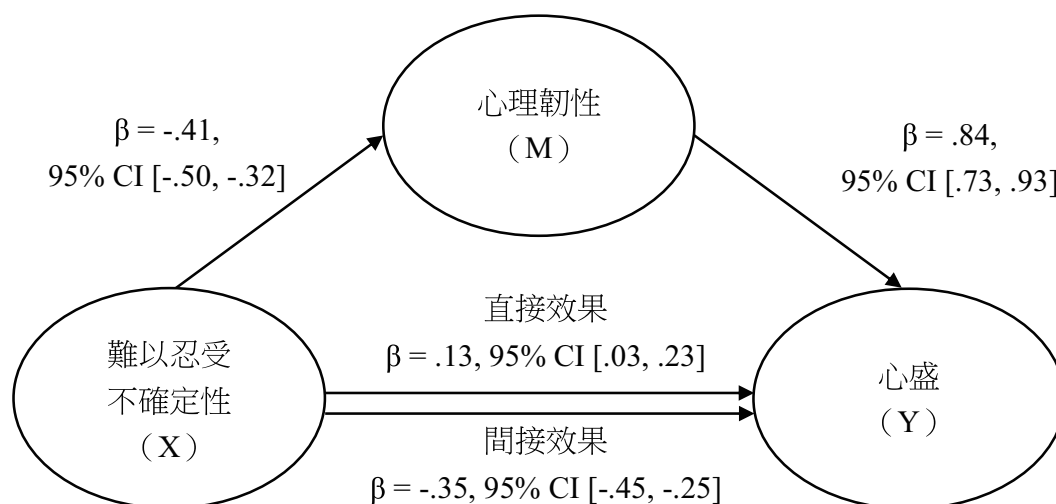 心理韌性
（M）
β = -.41,
95% CI [-.50, -.32]
β = .84,
95% CI [.73, .93]
直接效果
β = .13, 95% CI [.03, .23]
難以忍受
不確定性
（X）
心盛
（Y）
間接效果
β = -.35, 95% CI [-.45, -.25]